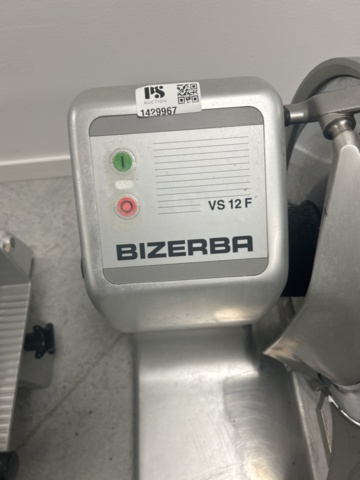 PS
AUCTION
1429967
I
VS 12 F
BIZERBA